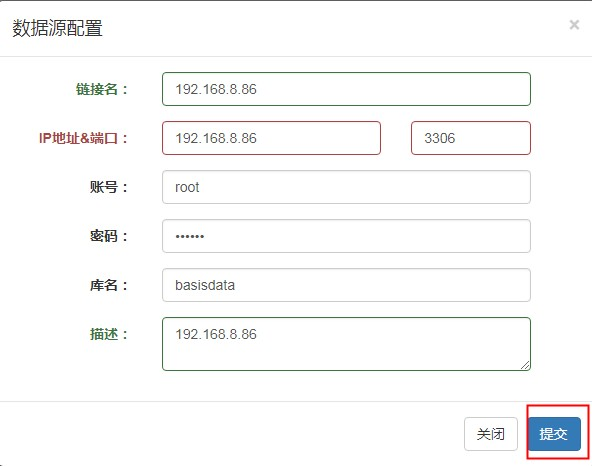 数据源配置 ×
链接名： 192.168.8.86
IP地址&端口： 192.168.8.86 3306
账号： root
密码： ••••••
库名： basisdata
描述： 192.168.8.86
关闭 提交